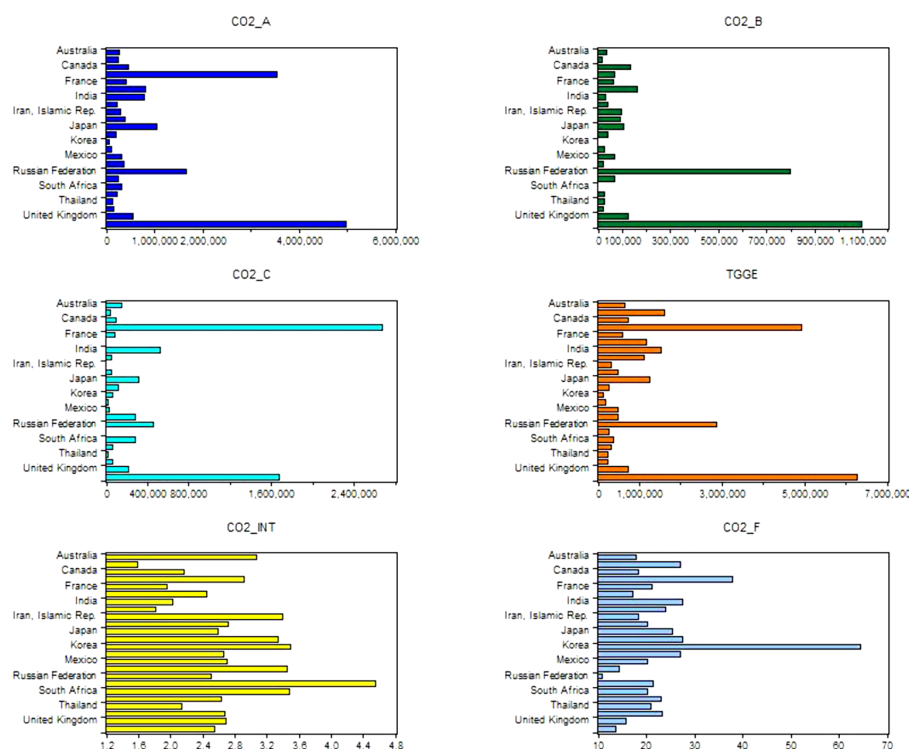 CO2_A
Australia
Canada
France
India
Iran, Islamic Rep.
Japan
Korea
Mexico
Russian Federation
South Africa
Thailand
United Kingdom
0 1,000,000 2,000,000 4,000,000 6,000,000
CO2_B
Australia
Canada
France
India
Iran, Islamic Rep.
Japan
Korea
Mexico
Russian Federation
South Africa
Thailand
United Kingdom
0 100,000 300,000 500,000 700,000 900,000 1,100,000
CO2_C
Australia
Canada
France
India
Iran, Islamic Rep.
Japan
Korea
Mexico
Russian Federation
South Africa
Thailand
United Kingdom
0 400,000 800,000 1,600,000 2,400,000
TGGE
Australia
Canada
France
India
Iran, Islamic Rep.
Japan
Korea
Mexico
Russian Federation
South Africa
Thailand
United Kingdom
0 1,000,000 3,000,000 5,000,000 7,000,000
CO2_INT
Australia
Canada
France
India
Iran, Islamic Rep.
Japan
Korea
Mexico
Russian Federation
South Africa
Thailand
United Kingdom
1.2 1.6 2.0 2.4 2.8 3.2 3.6 4.0 4.4 4.8
CO2_F
Australia
Canada
France
India
Iran, Islamic Rep.
Japan
Korea
Mexico
Russian Federation
South Africa
Thailand
United Kingdom
10 20 30 40 50 60 70